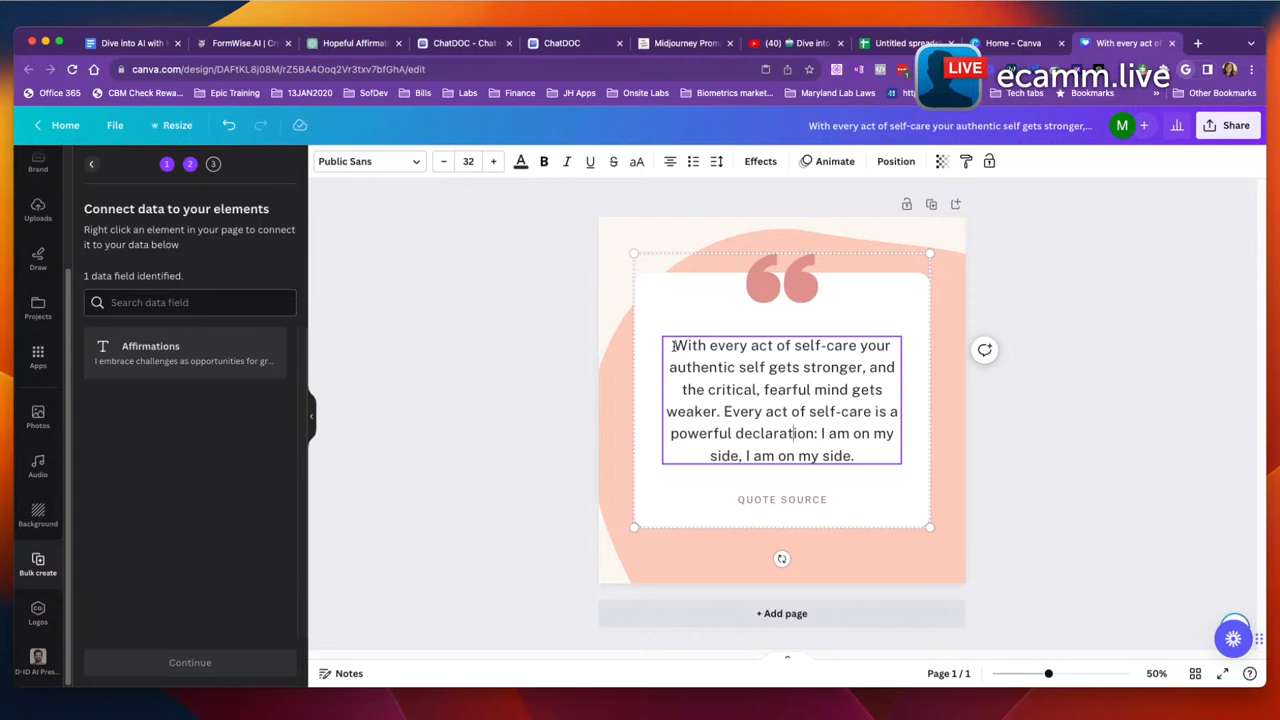 Dive into AI with M
FormWise.AI | C
Hopeful Affirmat
ChatDOC - Chat
ChatDOC
Midjourney Prom
(40) Dive into
Untitled spreads
Home - Canva
With every act of
canva.com/design/DAFtKL8j08M/rZ5BA4Ooq2Vr3txv7bfGhA/edit
LIVE ecamm.live
Office 365
CBM Check Rewa...
Epic Training
13JAN2020
SofDev
Bills
Labs
Finance
JH Apps
Onsite Labs
Biometrics market...
Maryland Lab Laws
Tech tabs
Bookmarks
»
Other Bookmarks
Home
File
Resize
With every act of self-care your authentic self gets stronger,...
M
+
Share
Public Sans
– 32 +
A B I U S aA
Effects
Animate
Position
Brand
Uploads
Draw
Projects
Apps
Photos
Audio
Background
Bulk create
Logos
D-ID AI Pres...
1 2 3
Connect data to your elements
Right click an element in your page to connect
it to your data below
1 data field identified.
Search data field
T Affirmations
I embrace challenges as opportunities for gr...
Continue
“
With every act of self-care your
authentic self gets stronger, and
the critical, fearful mind gets
weaker. Every act of self-care is a
powerful declaration: I am on my
side, I am on my side.
QUOTE SOURCE
+ Add page
Notes
Page 1 / 1
50%